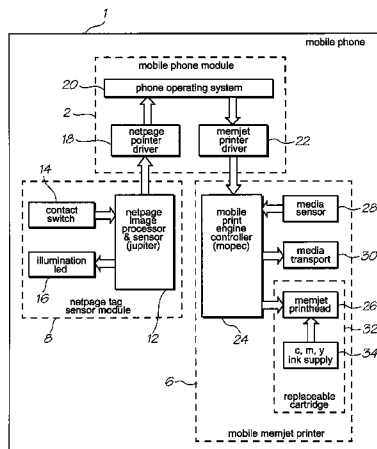 1
mobile phone
mobile phone module
20
phone operating system
2
18
netpage pointer driver
memjet printer driver
22
14
contact switch
netpage image processor & sensor (jupiter)
illumination led
16
netpage tag sensor module
8
12
mobile print engine controller (mopec)
24
media sensor
28
media transport
30
memjet printhead
26
32
c, m, y ink supply
34
replaceable cartridge
6
mobile memjet printer